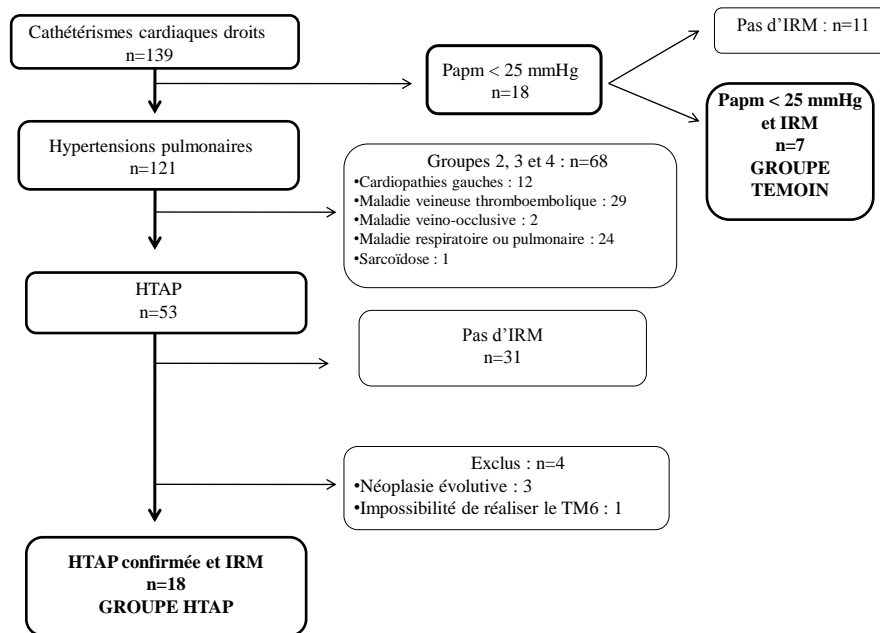 Cathétérismes cardiaques droits
n=139
Pas d’IRM : n=11
Papm < 25 mmHg
n=18
Papm < 25 mmHg
et IRM
n=7
GROUPE
TEMOIN
Hypertensions pulmonaires
n=121
Groupes 2, 3 et 4 : n=68
•Cardiopathies gauches : 12
•Maladie veineuse thromboembolique : 29
•Maladie veino-occlusive : 2
•Maladie respiratoire ou pulmonaire : 24
•Sarcoïdose : 1
HTAP
n=53
Pas d’IRM
n=31
Exclus : n=4
•Néoplasie évolutive : 3
•Impossibilité de réaliser le TM6 : 1
HTAP confirmée et IRM
n=18
GROUPE HTAP